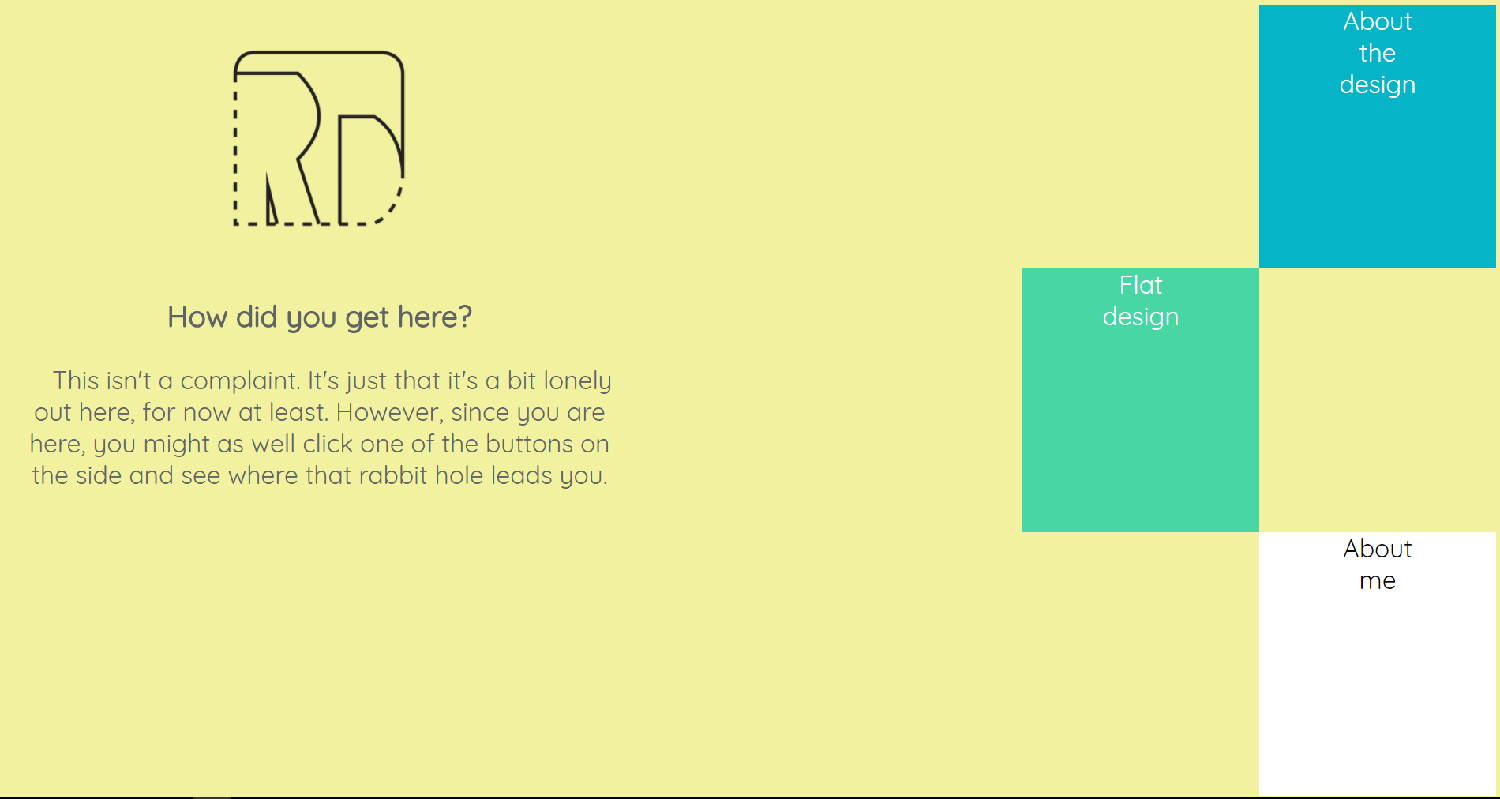 RD
How did you get here?
This isn't a complaint. It's just that it's a bit lonely
out here, for now at least. However, since you are
here, you might as well click one of the buttons on
the side and see where that rabbit hole leads you.
About
the
design
Flat
design
About
me